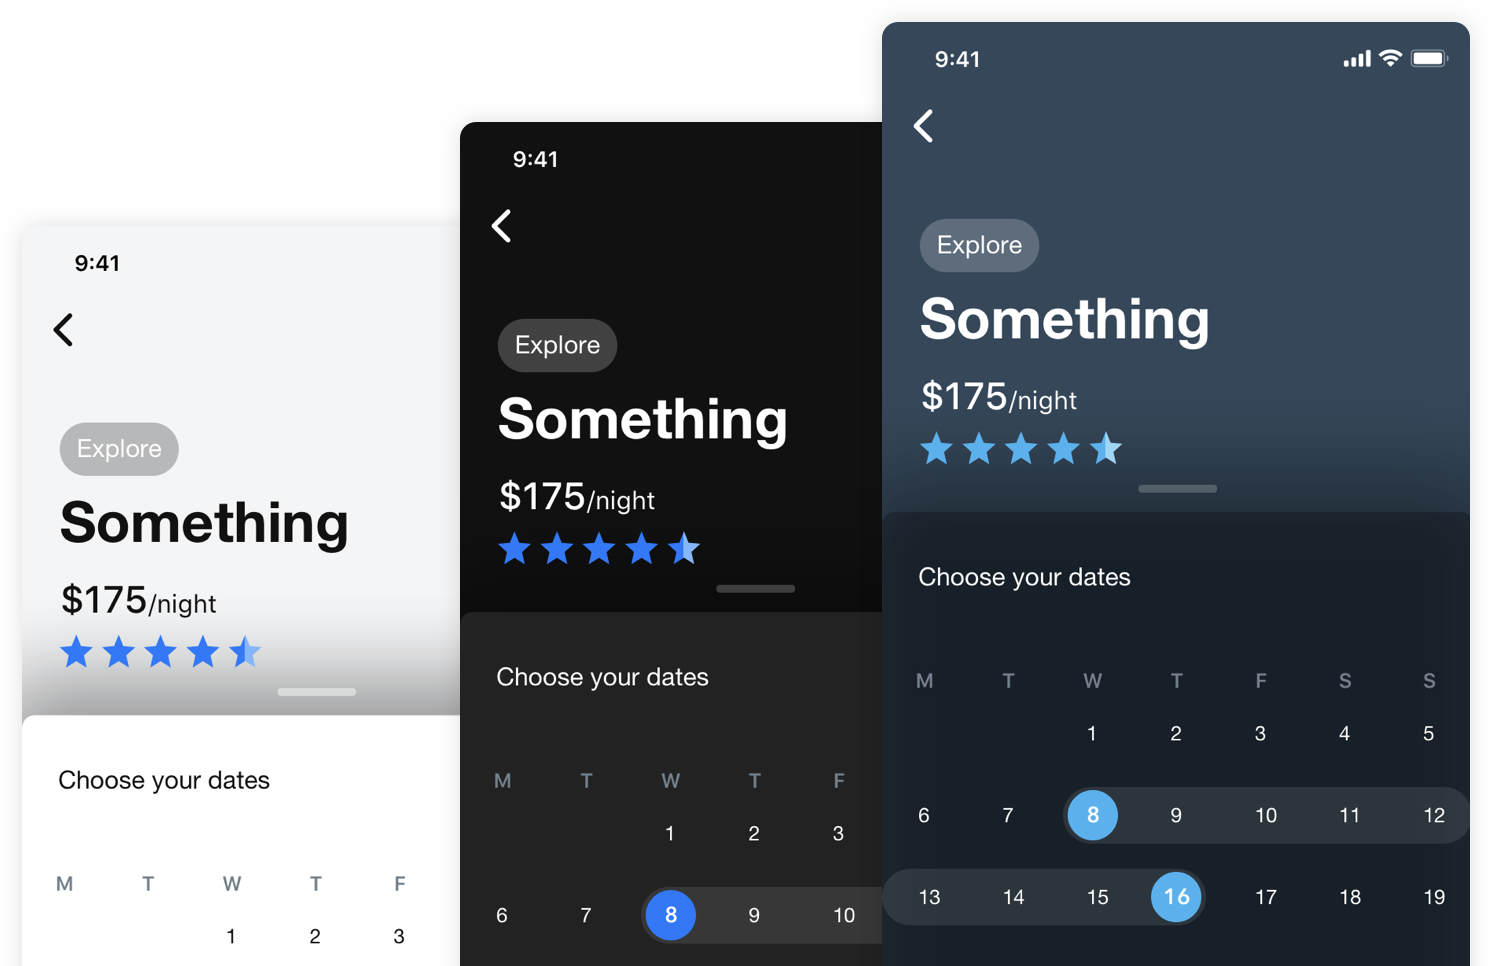 9:41
Explore
Something
$175/night
Choose your dates
M T W T F
1 2 3
9:41
Explore
Something
$175/night
Choose your dates
M T W T F
1 2 3
6 7 8 9 10
9:41
Explore
Something
$175/night
Choose your dates
M T W T F S S
1 2 3 4 5
6 7 8 9 10 11 12
13 14 15 16 17 18 19